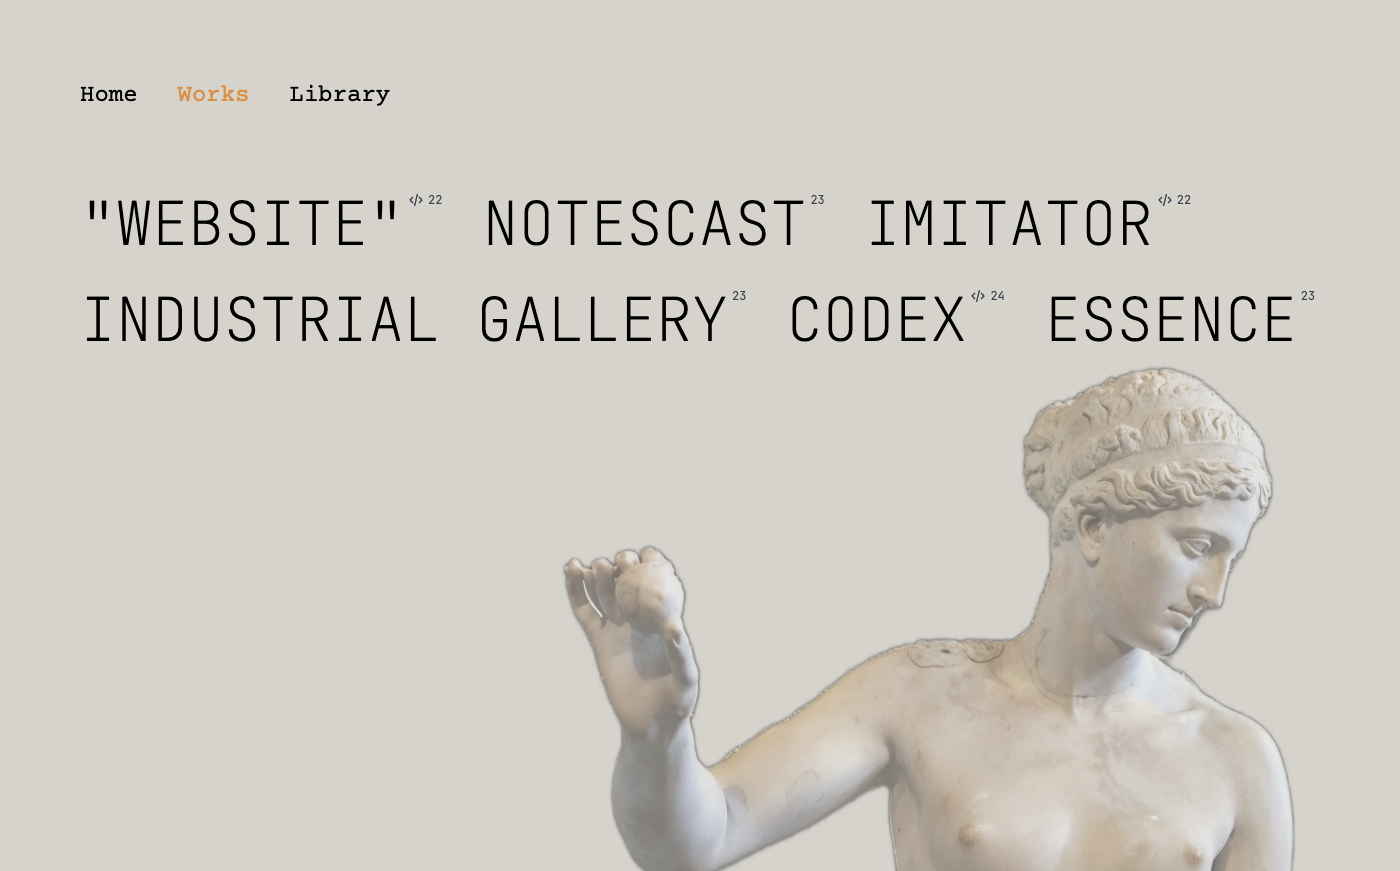 Home Works Library
"WEBSITE" </> 22 NOTESCAST 23 IMITATOR </> 22
INDUSTRIAL GALLERY 23 CODEX </> 24 ESSENCE 23